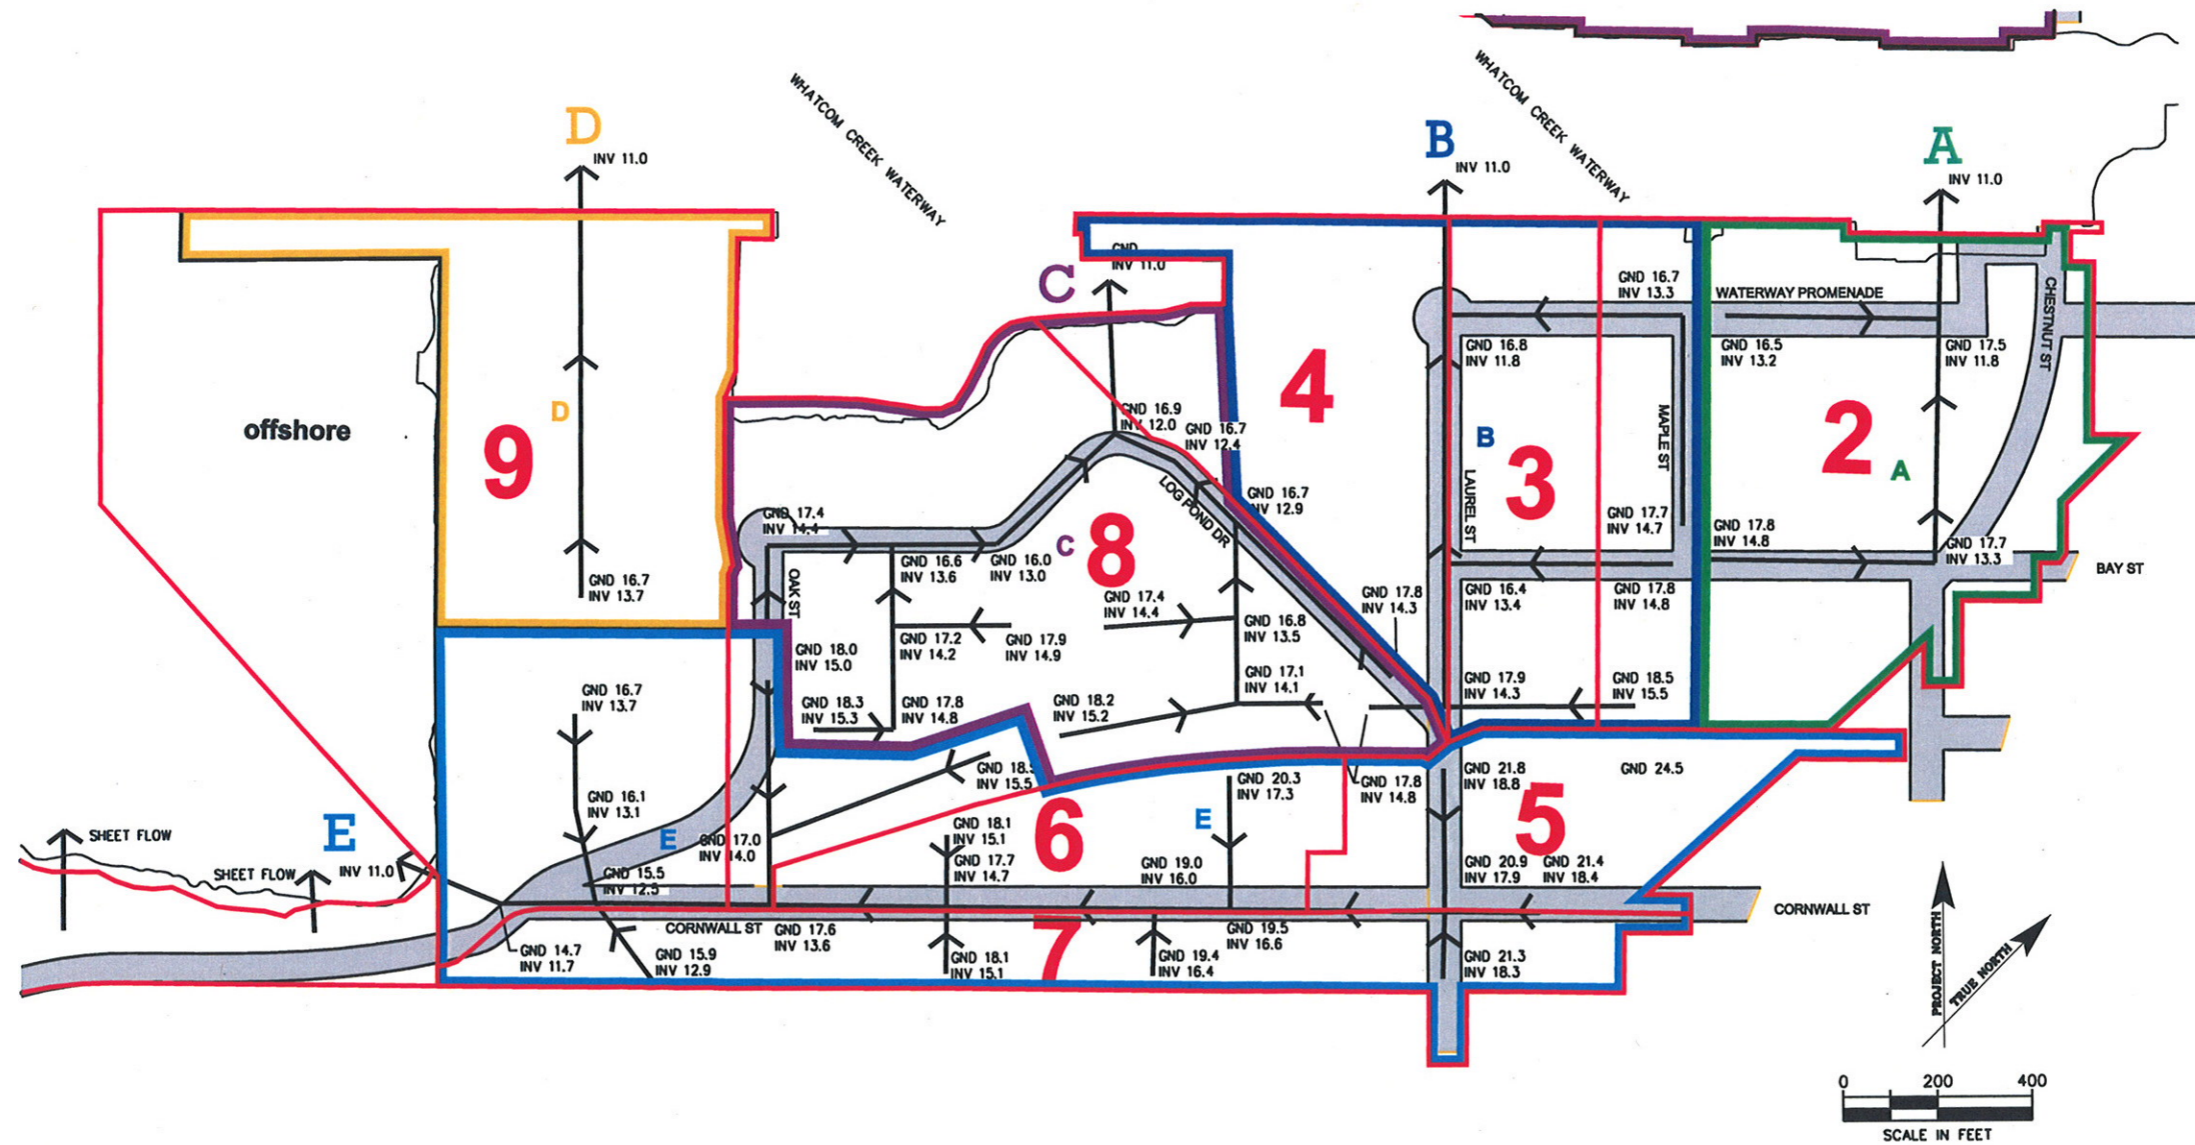 WHATCOM CREEK WATERWAY
WHATCOM CREEK WATERWAY
D
INV 11.0
B
INV 11.0
A
INV 11.0
C
GND
INV 11.0
GND 16.7
INV 13.3
WATERWAY PROMENADE
CHESTNUT ST
GND 16.8
INV 11.8
GND 16.5
INV 13.2
GND 17.5
INV 11.8
4
offshore
9
D
GND 16.9
INV 12.0
GND 16.7
INV 12.4
B
3
MAPLE ST
2
A
LAUREL ST
GND 17.4
INV 14.4
LOG POND DR
GND 16.7
INV 12.9
GND 17.7
INV 14.7
GND 17.8
INV 14.8
C
8
GND 16.6
INV 13.6
GND 16.0
INV 13.0
GND 17.7
INV 13.3
BAY ST
GND 16.7
INV 13.7
OAK ST
GND 17.4
INV 14.4
GND 17.8
INV 14.3
GND 16.4
INV 13.4
GND 17.8
INV 14.8
GND 18.0
INV 15.0
GND 17.2
INV 14.2
GND 17.9
INV 14.9
GND 16.8
INV 13.5
GND 16.7
INV 13.7
GND 18.3
INV 15.3
GND 17.8
INV 14.8
GND 18.2
INV 15.2
GND 17.1
INV 14.1
GND 17.9
INV 14.3
GND 18.5
INV 15.5
GND 16.1
INV 13.1
GND 18.5
INV 15.5
GND 20.3
INV 17.3
GND 17.8
INV 14.8
GND 21.8
INV 18.8
GND 24.5
5
SHEET FLOW
E
E
GND 17.0
INV 14.0
GND 18.1
INV 15.1
6
E
SHEET FLOW
INV 11.0
GND 15.5
INV 12.5
GND 17.7
INV 14.7
GND 19.0
INV 16.0
GND 20.9
INV 17.9
GND 21.4
INV 18.4
CORNWALL ST
CORNWALL ST
GND 17.6
INV 13.6
7
GND 19.5
INV 16.6
GND 14.7
INV 11.7
GND 15.9
INV 12.9
GND 18.1
INV 15.1
GND 19.4
INV 16.4
GND 21.3
INV 18.3
PROJECT NORTH
TRUE NORTH
0 200 400
SCALE IN FEET